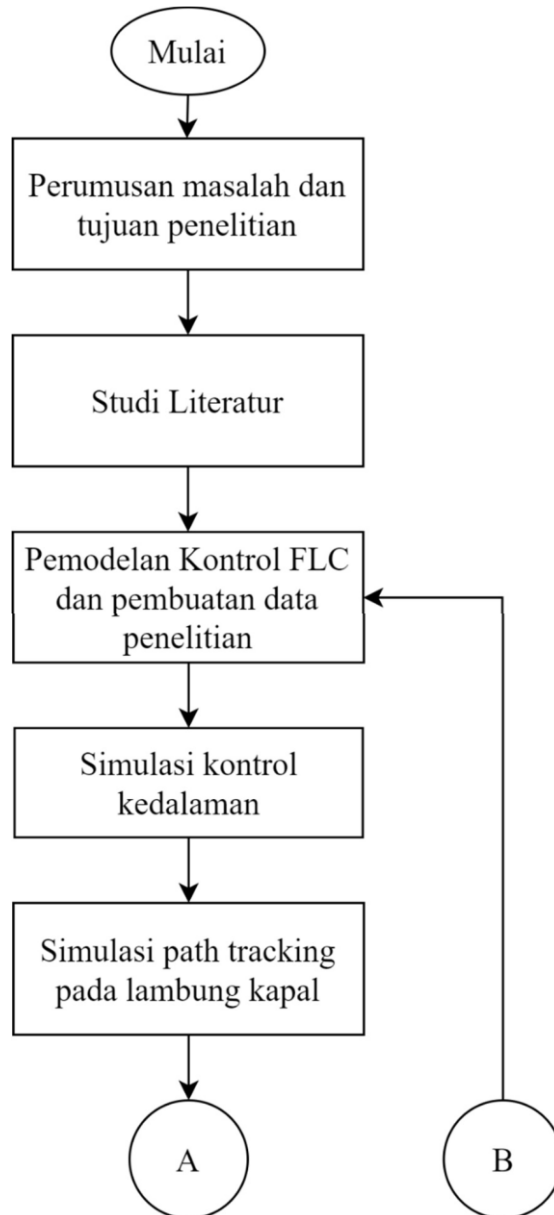 Mulai
Perumusan masalah dan
tujuan penelitian
Studi Literatur
Pemodelan Kontrol FLC
dan pembuatan data
penelitian
Simulasi kontrol
kedalaman
Simulasi path tracking
pada lambung kapal
A
B